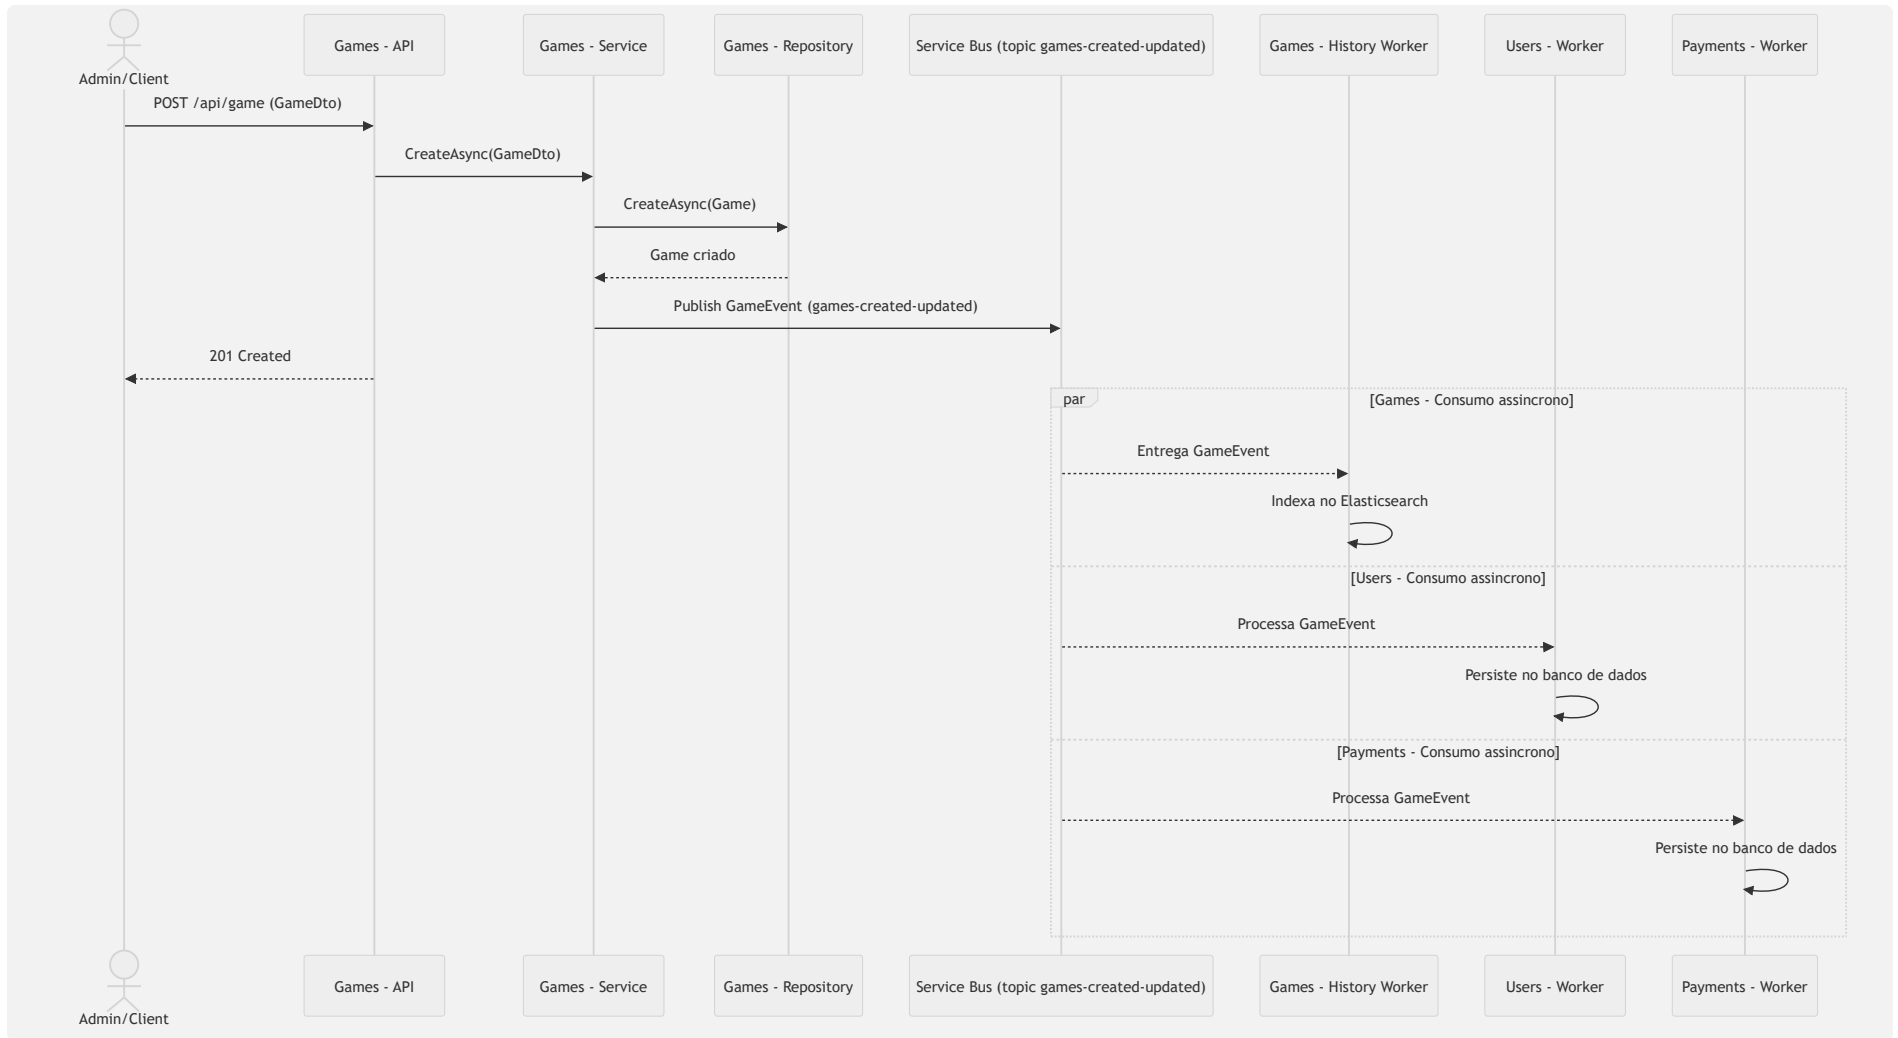 Admin/Client
Games - API
Games - Service
Games - Repository
Service Bus (topic games-created-updated)
Games - History Worker
Users - Worker
Payments - Worker
POST /api/game (GameDto)
CreateAsync(GameDto)
CreateAsync(Game)
Game criado
Publish GameEvent (games-created-updated)
201 Created
par
[Games - Consumo assincrono]
Entrega GameEvent
Indexa no Elasticsearch
[Users - Consumo assincrono]
Processa GameEvent
Persiste no banco de dados
[Payments - Consumo assincrono]
Processa GameEvent
Persiste no banco de dados
Admin/Client
Games - API
Games - Service
Games - Repository
Service Bus (topic games-created-updated)
Games - History Worker
Users - Worker
Payments - Worker